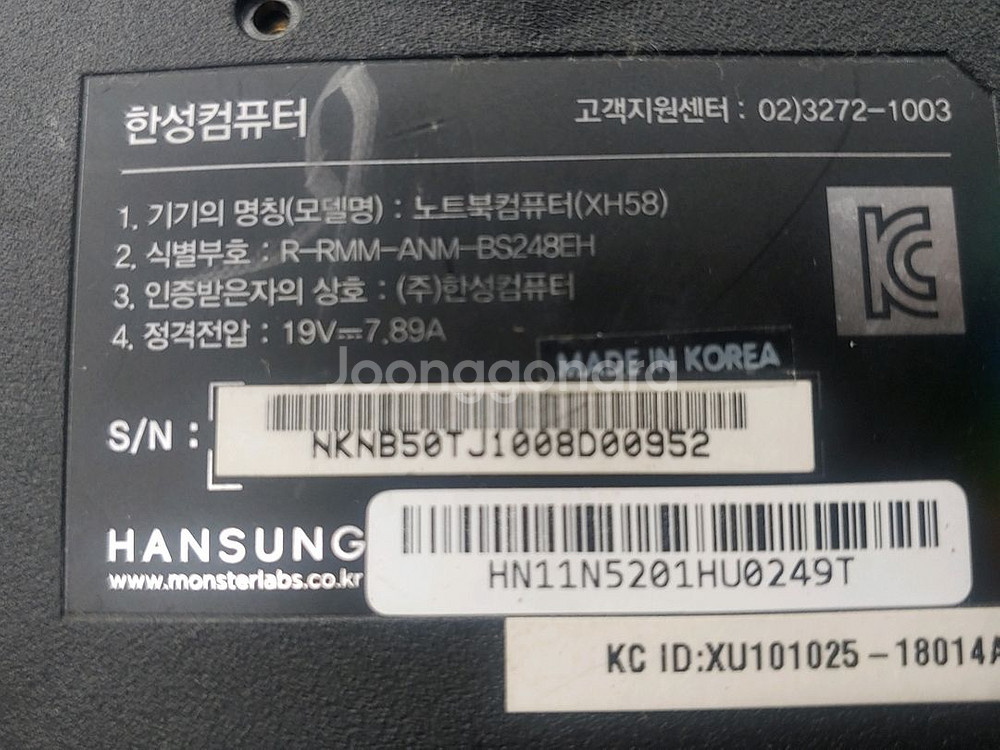 한성컴퓨터
고객지원센터 : 02)3272-1003
1. 기기의 명칭(모델명) : 노트북컴퓨터(XH58)
2. 식별부호 : R-RMM-ANM-BS248EH
3. 인증받은자의 상호 : (주)한성컴퓨터
4. 정격전압 : 19V⎓7.89A
MADE IN KOREA
Joonggonara
S/N :
NKNB50TJ1008D00952
HANSUNG
www.monsterlabs.co.kr
HN11N5201HU0249T
KC ID:XU101025-18014A